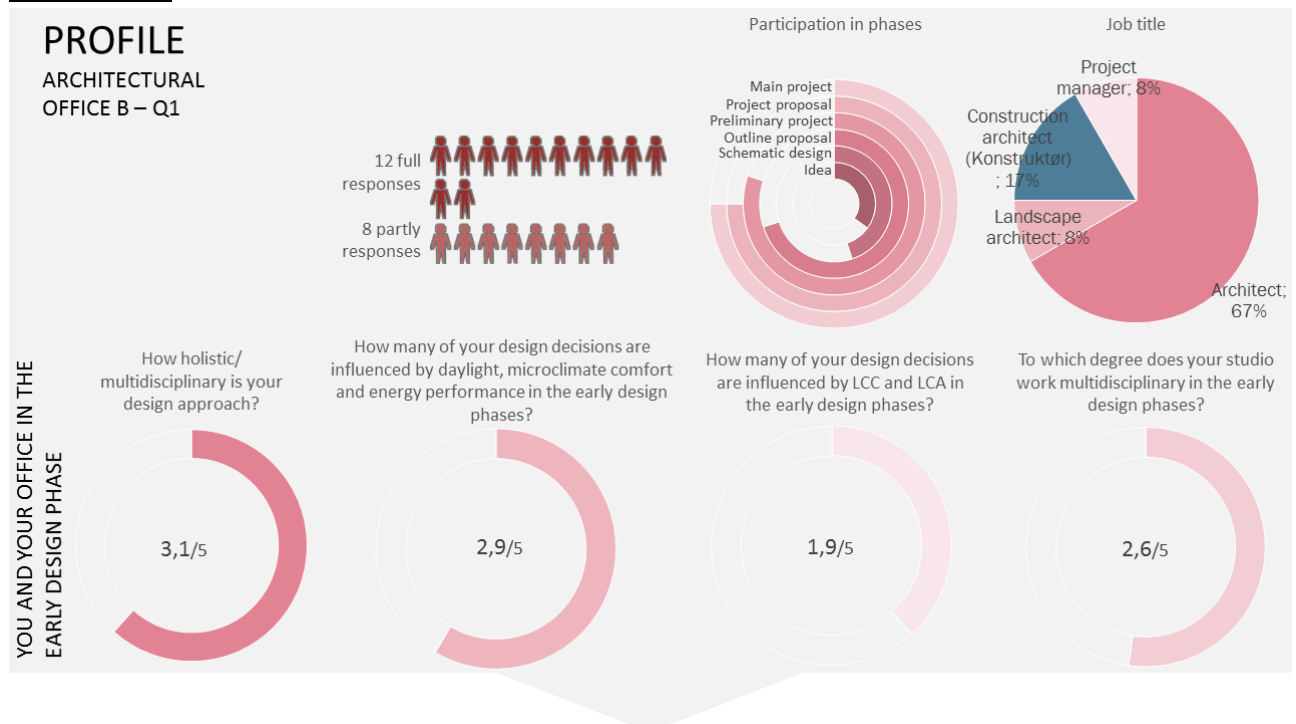 PROFILE
ARCHITECTURAL
OFFICE B – Q1
12 full
responses
8 partly
responses
Participation in phases
Main project
Project proposal
Preliminary project
Outline proposal
Schematic design
Idea
Job title
Project
manager; 8%
Construction
architect
(Konstruktør)
; 17%
Landscape
architect; 8%
Architect;
67%
YOU AND YOUR OFFICE IN THE
EARLY DESIGN PHASE
How holistic/
multidisciplinary is your
design approach?
3,1/5
How many of your design decisions are
influenced by daylight, microclimate comfort
and energy performance in the early design
phases?
2,9/5
How many of your design decisions
are influenced by LCC and LCA in
the early design phases?
1,9/5
To which degree does your studio
work multidisciplinary in the early
design phases?
2,6/5